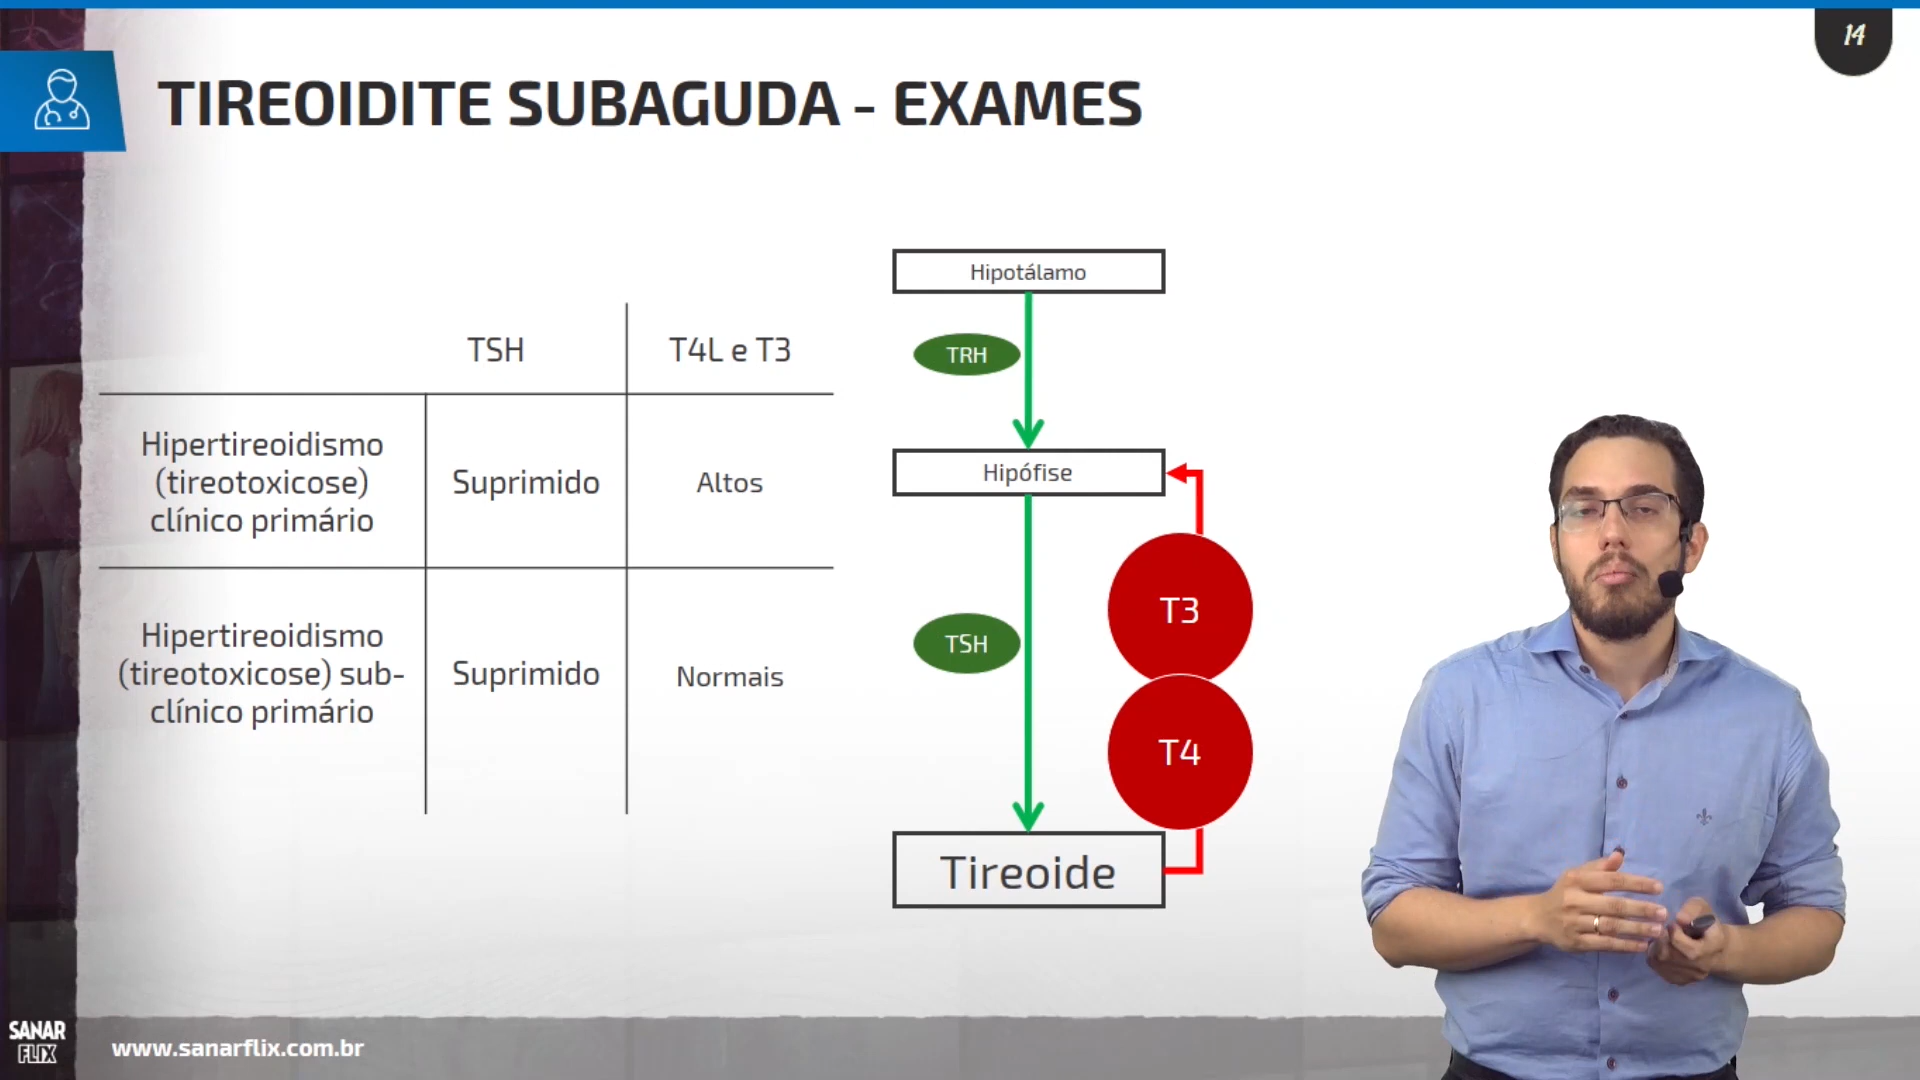 14
TIREOIDITE SUBAGUDA - EXAMES
TSH
T4L e T3
Hipertireoidismo
(tireotoxicose)
clínico primário
Suprimido
Altos
Hipertireoidismo
(tireotoxicose) sub-
clínico primário
Suprimido
Normais
Hipotálamo
TRH
Hipófise
T3
TSH
T4
Tireoide
SANAR
FLIX
www.sanarflix.com.br